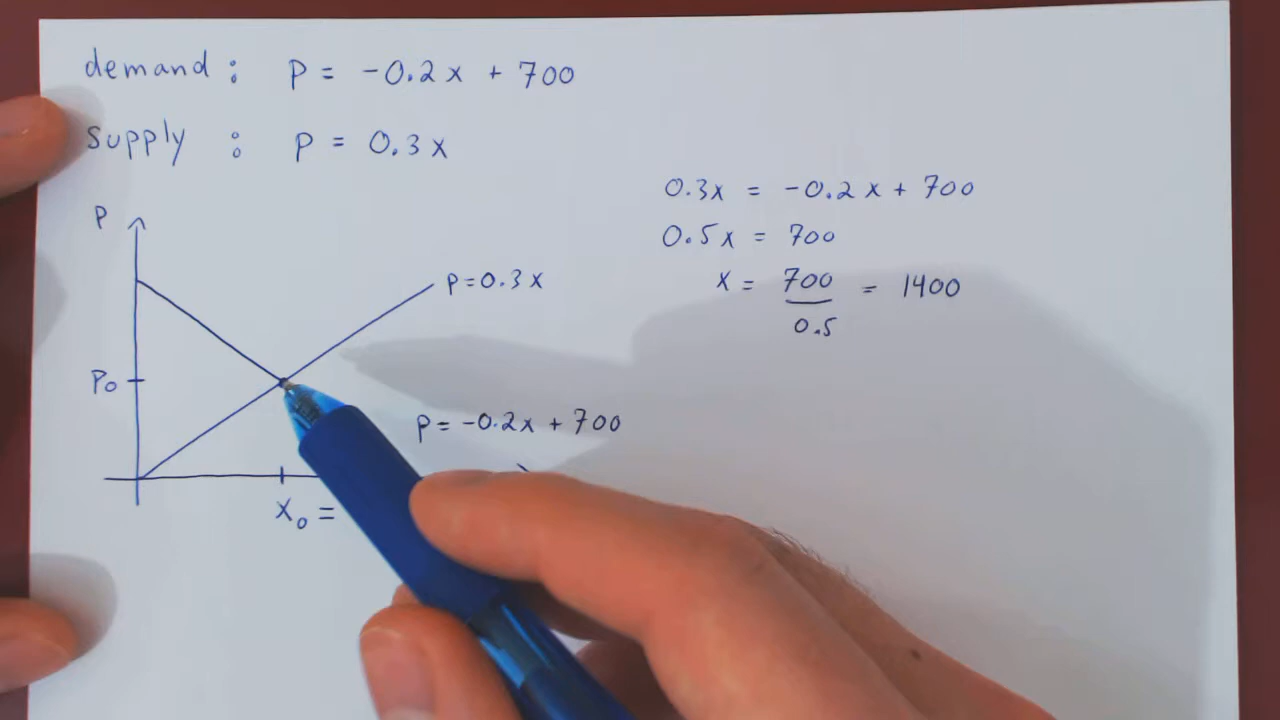 demand : p = -0.2x + 700
supply : p = 0.3x
0.3x = -0.2x + 700
0.5x = 700
x = 700 / 0.5 = 1400
p
p=0.3x
p₀
p = -0.2x + 700
x₀ =